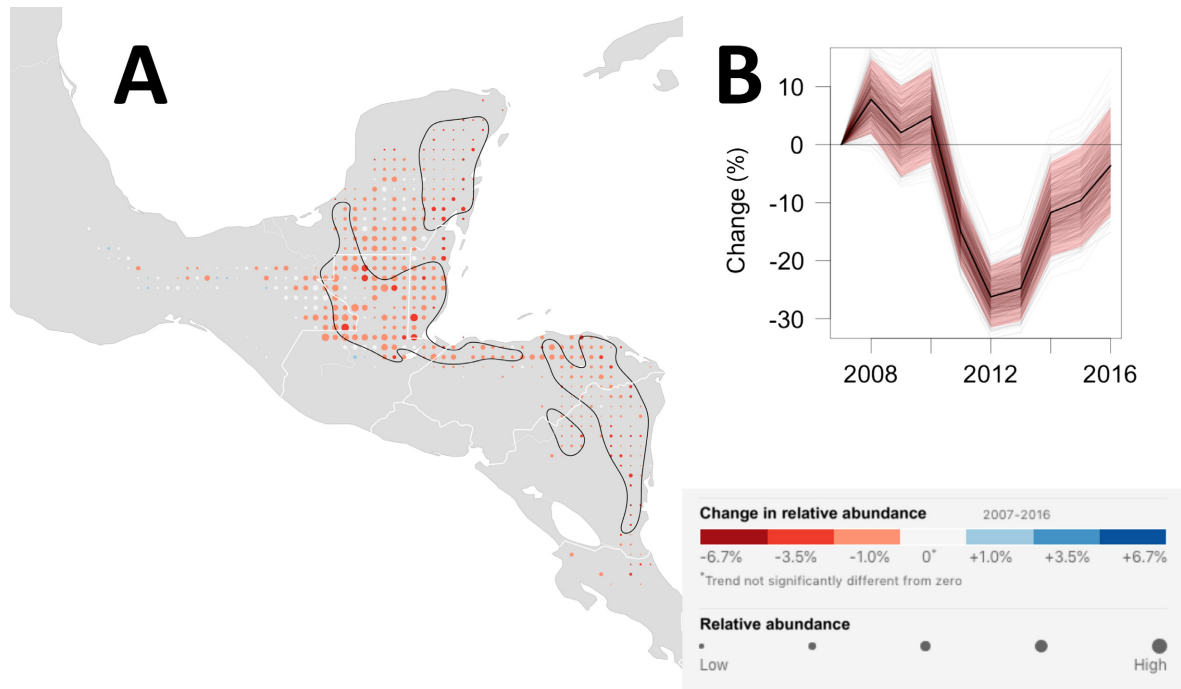 A
B
Change (%)
10
0
-10
-20
-30
2008 2012 2016
Change in relative abundance 2007-2016
-6.7% -3.5% -1.0% 0* +1.0% +3.5% +6.7%
*Trend not significantly different from zero
Relative abundance
Low High